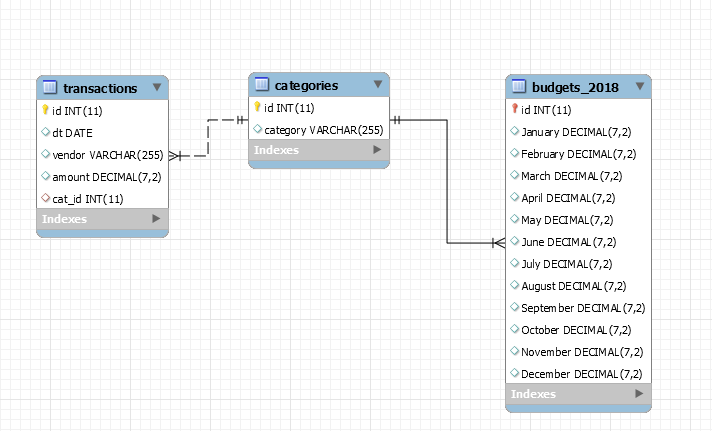 transactions
id INT(11)
dt DATE
vendor VARCHAR(255)
amount DECIMAL(7,2)
cat_id INT(11)
Indexes
categories
id INT(11)
category VARCHAR(255)
Indexes
budgets_2018
id INT(11)
January DECIMAL(7,2)
February DECIMAL(7,2)
March DECIMAL(7,2)
April DECIMAL(7,2)
May DECIMAL(7,2)
June DECIMAL(7,2)
July DECIMAL(7,2)
August DECIMAL(7,2)
September DECIMAL(7,2)
October DECIMAL(7,2)
November DECIMAL(7,2)
December DECIMAL(7,2)
Indexes